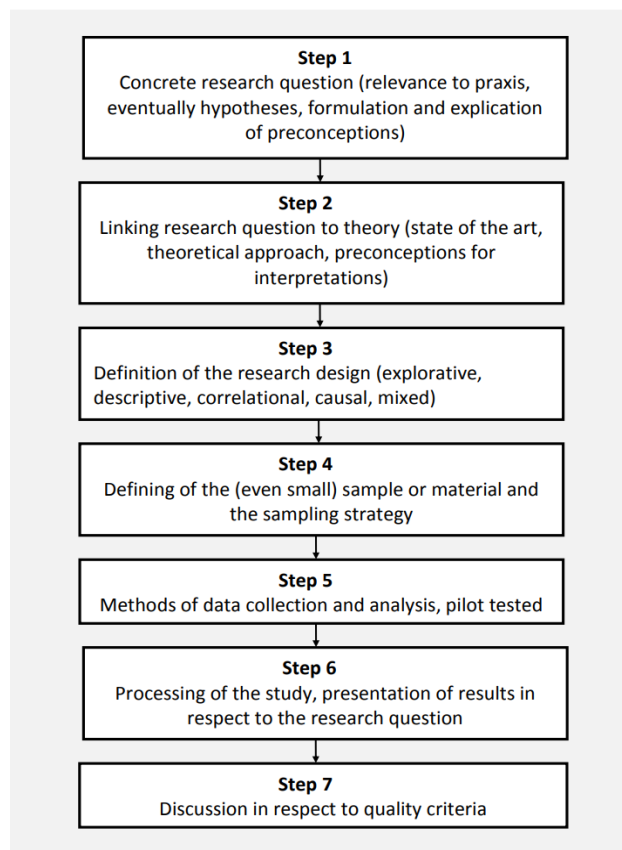 Step 1
Concrete research question (relevance to praxis,
eventually hypotheses, formulation and explication
of preconceptions)
Step 2
Linking research question to theory (state of the art,
theoretical approach, preconceptions for
interpretations)
Step 3
Definition of the research design (explorative,
descriptive, correlational, causal, mixed)
Step 4
Defining of the (even small) sample or material and
the sampling strategy
Step 5
Methods of data collection and analysis, pilot tested
Step 6
Processing of the study, presentation of results in
respect to the research question
Step 7
Discussion in respect to quality criteria